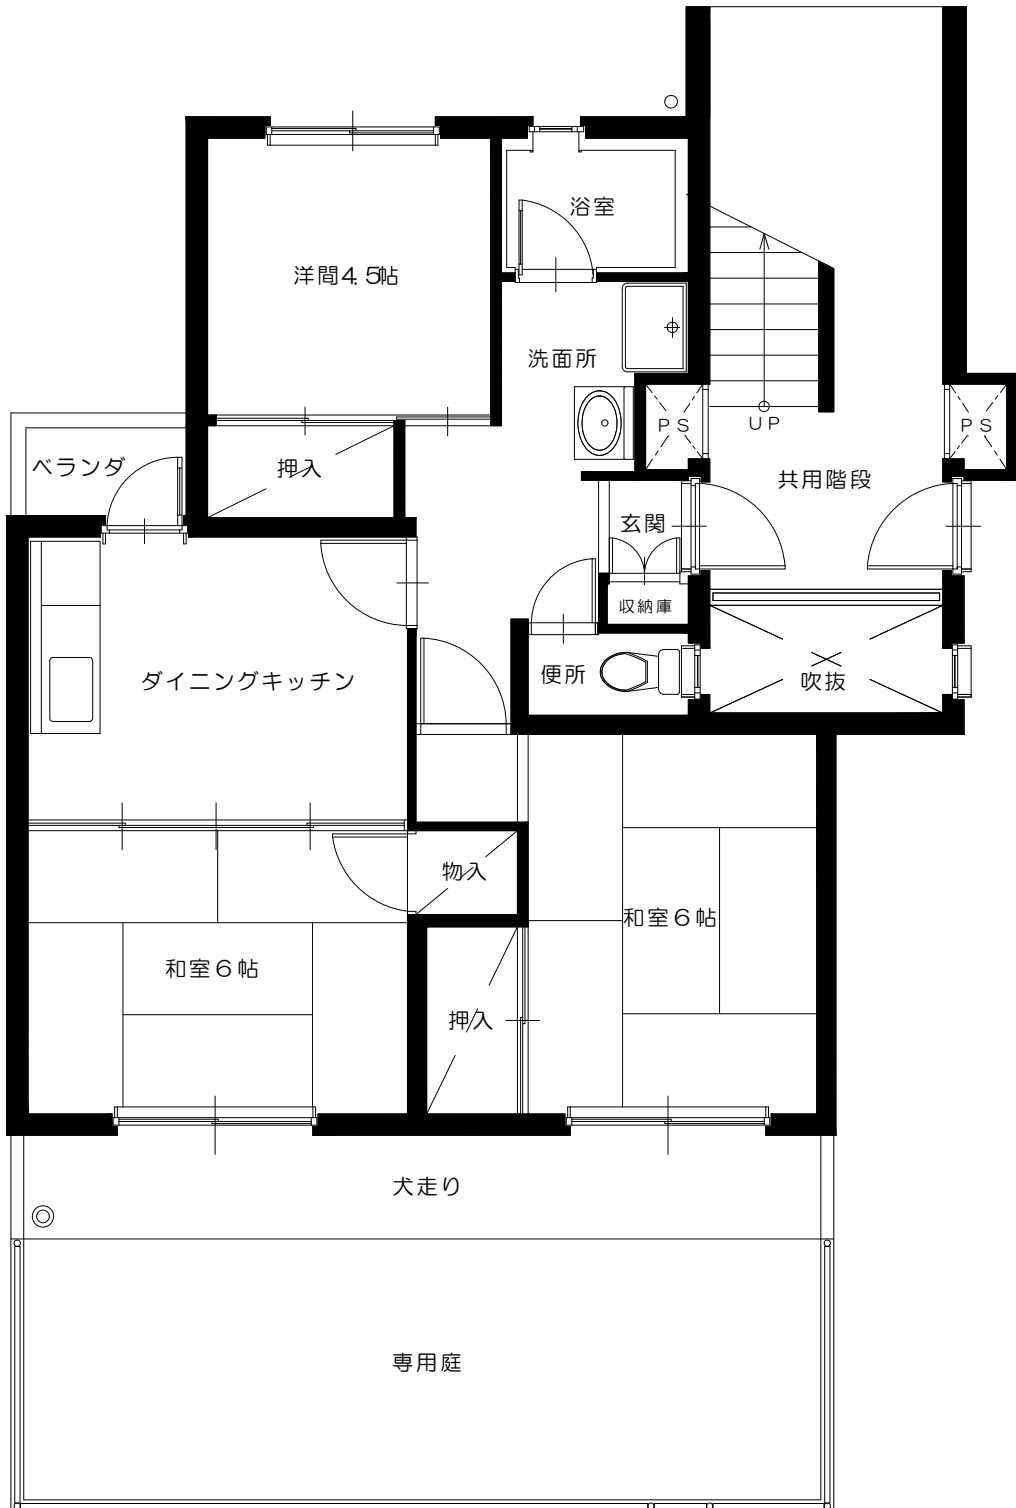 浴室
洋間4.5帖
洗面所
PS
UP
PS
ベランダ
押入
共用階段
玄関
収納庫
ダイニングキッチン
便所
吹抜
物入
和室6帖
和室6帖
押入
犬走り
専用庭